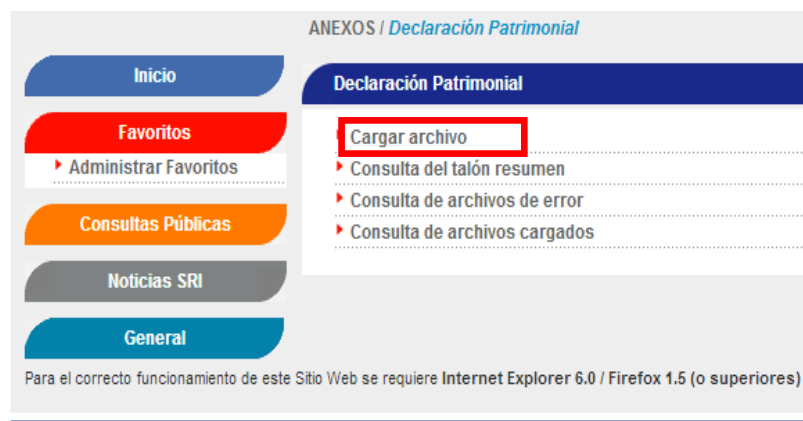 ANEXOS / Declaración Patrimonial
Inicio
Favoritos
Administrar Favoritos
Consultas Públicas
Noticias SRI
General
Declaración Patrimonial
Cargar archivo
Consulta del talón resumen
Consulta de archivos de error
Consulta de archivos cargados
Para el correcto funcionamiento de este Sitio Web se requiere Internet Explorer 6.0 / Firefox 1.5 (o superiores)